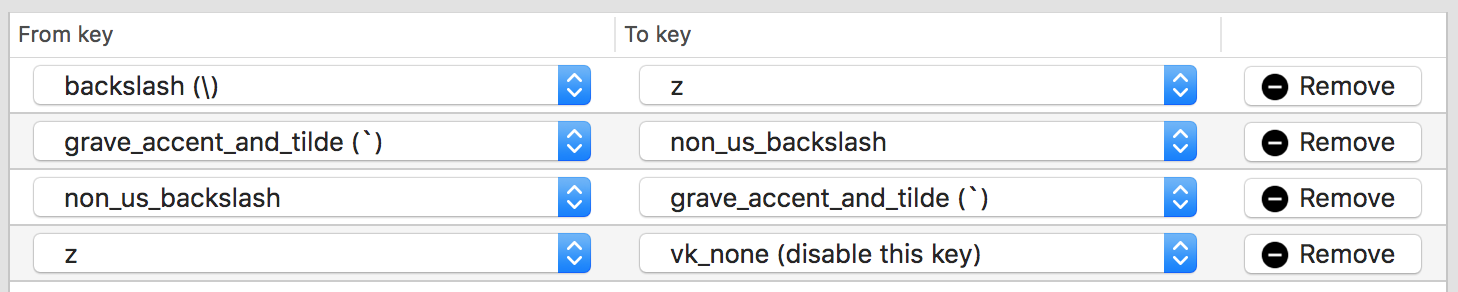 From key To key
backslash (\) z Remove
grave_accent_and_tilde (`) non_us_backslash Remove
non_us_backslash grave_accent_and_tilde (`) Remove
z vk_none (disable this key) Remove